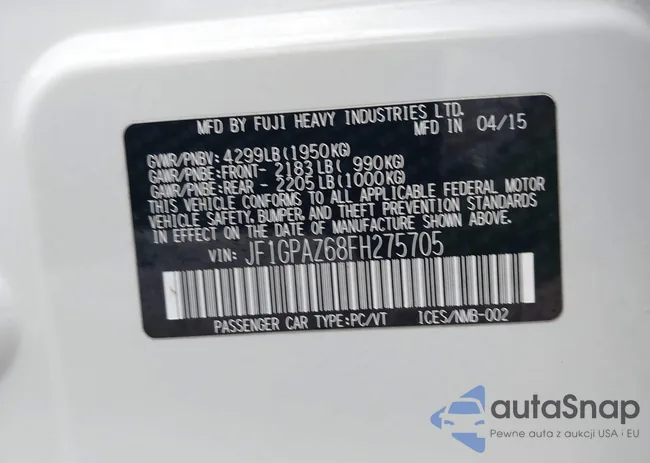 MFD BY FUJI HEAVY INDUSTRIES LTD.
MFD IN 04/15
GVWR/PNBV: 4299LB(1950KG)
GAWR/PNBE:FRONT- 2183LB( 990KG)
GAWR/PNBE:REAR - 2205LB(1000KG)
THIS VEHICLE CONFORMS TO ALL APPLICABLE FEDERAL MOTOR
VEHICLE SAFETY, BUMPER, AND THEFT PREVENTION STANDARDS
IN EFFECT ON THE DATE OF MANUFACTURE SHOWN ABOVE.
VIN: JF1GPAZ68FH275705
PASSENGER CAR TYPE:PC/VT ICES/NMB-002
autaSnap
Pewne auta z aukcji USA i EU